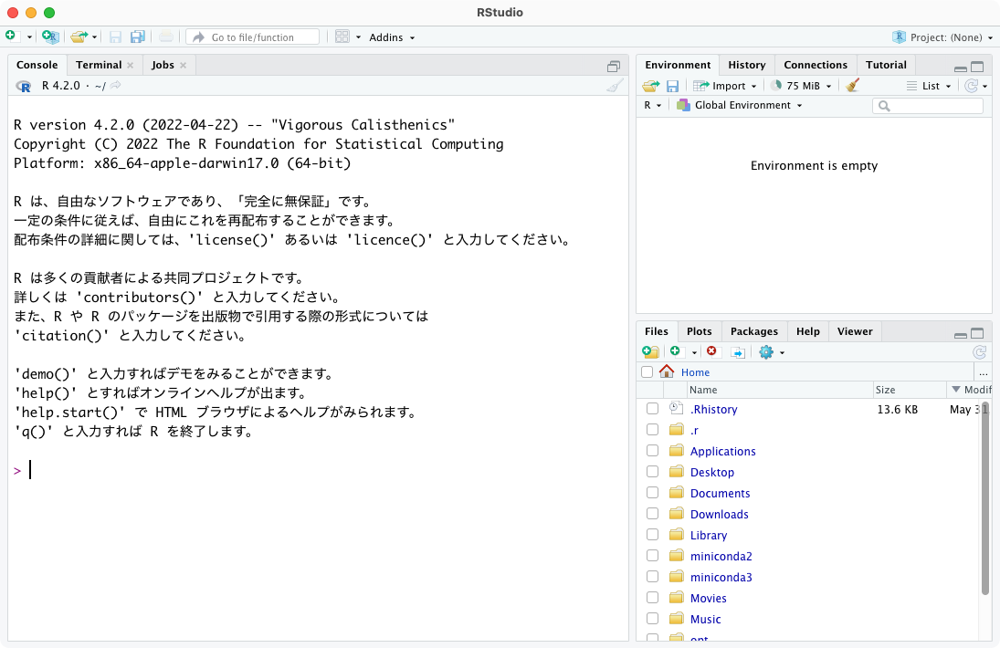 RStudio
Go to file/function
Addins
Project: (None)
Console Terminal Jobs
R 4.2.0 · ~/
R version 4.2.0 (2022-04-22) -- "Vigorous Calisthenics"
Copyright (C) 2022 The R Foundation for Statistical Computing
Platform: x86_64-apple-darwin17.0 (64-bit)
R は、自由なソフトウェアであり、「完全に無保証」です。
一定の条件に従えば、自由にこれを再配布することができます。
配布条件の詳細に関しては、'license()' あるいは 'licence()' と入力してください。
R は多くの貢献者による共同プロジェクトです。
詳しくは 'contributors()' と入力してください。
また、R や R のパッケージを出版物で引用する際の形式については
'citation()' と入力してください。
'demo()' と入力すればデモをみることができます。
'help()' とすればオンラインヘルプが出ます。
'help.start()' で HTML ブラウザによるヘルプがみられます。
'q()' と入力すれば R を終了します。
>
Environment History Connections Tutorial
Import 75 MiB List
R Global Environment
Environment is empty
Files Plots Packages Help Viewer
Home ...
Name Size Modif
.Rhistory 13.6 KB May 31
.r
Applications
Desktop
Documents
Downloads
Library
miniconda2
miniconda3
Movies
Music
opt